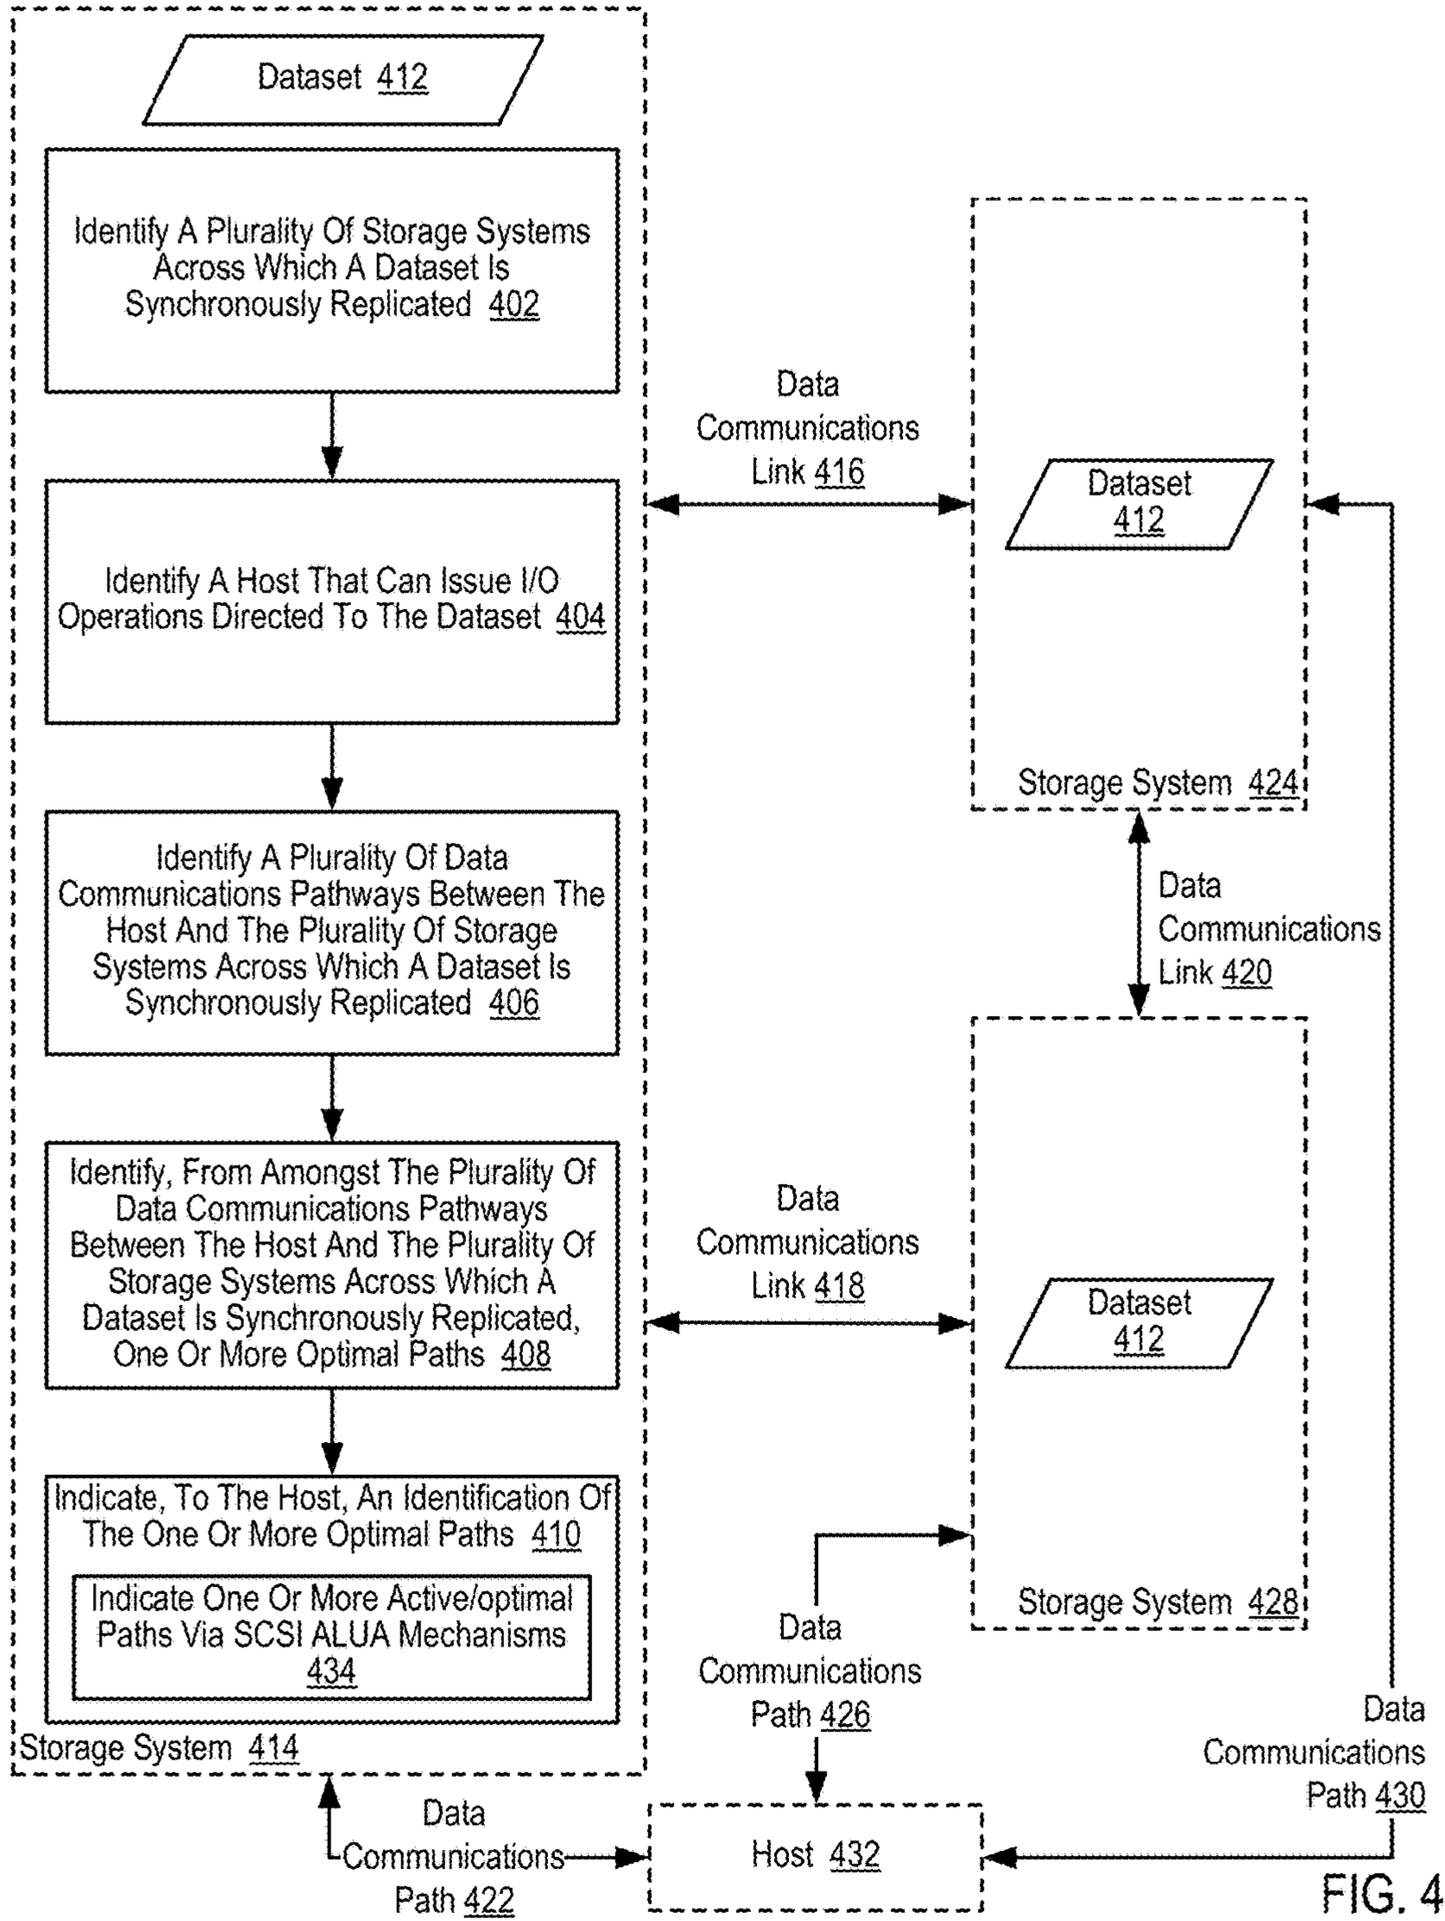 Dataset 412
Identify A Plurality Of Storage Systems
Across Which A Dataset Is
Synchronously Replicated 402
Identify A Host That Can Issue I/O
Operations Directed To The Dataset 404
Identify A Plurality Of Data
Communications Pathways Between The
Host And The Plurality Of Storage
Systems Across Which A Dataset Is
Synchronously Replicated 406
Identify, From Amongst The Plurality Of
Data Communications Pathways
Between The Host And The Plurality Of
Storage Systems Across Which A
Dataset Is Synchronously Replicated,
One Or More Optimal Paths 408
Indicate, To The Host, An Identification Of
The One Or More Optimal Paths 410
Indicate One Or More Active/optimal
Paths Via SCSI ALUA Mechanisms
434
Storage System 414
Data
Communications
Link 416
Dataset
412
Storage System 424
Data
Communications
Link 420
Data
Communications
Link 418
Dataset
412
Storage System 428
Data
Communications
Path 426
Data
Communications
Path 430
Data
Communications
Path 422
Host 432
FIG. 4